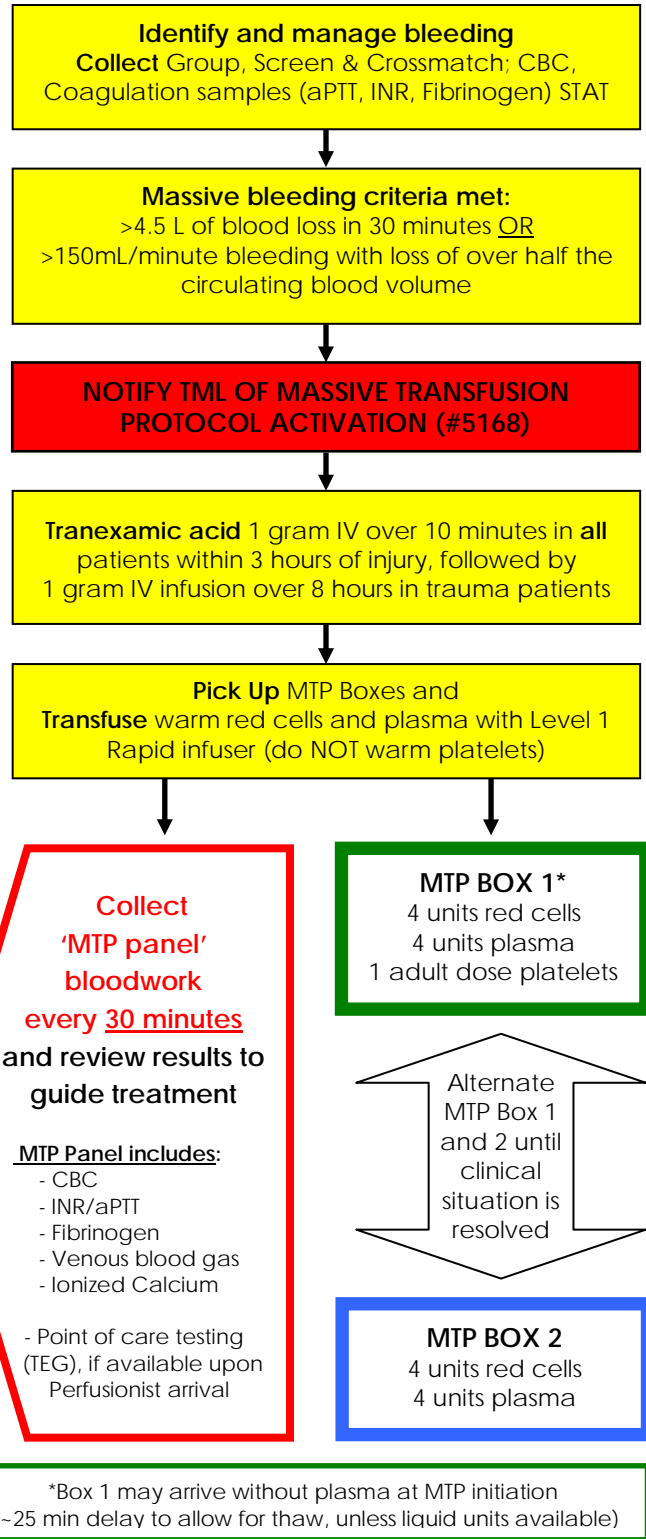 Identify and manage bleeding
Collect Group, Screen & Crossmatch; CBC,
Coagulation samples (aPTT, INR, Fibrinogen) STAT
Massive bleeding criteria met:
>4.5 L of blood loss in 30 minutes OR
>150mL/minute bleeding with loss of over half the
circulating blood volume
NOTIFY TML OF MASSIVE TRANSFUSION
PROTOCOL ACTIVATION (#5168)
Tranexamic acid 1 gram IV over 10 minutes in all
patients within 3 hours of injury, followed by
1 gram IV infusion over 8 hours in trauma patients
Pick Up MTP Boxes and
Transfuse warm red cells and plasma with Level 1
Rapid infuser (do NOT warm platelets)
Collect
‘MTP panel’
bloodwork
every 30 minutes
and review results to
guide treatment
MTP Panel includes:
- CBC
- INR/aPTT
- Fibrinogen
- Venous blood gas
- Ionized Calcium
- Point of care testing
(TEG), if available upon
Perfusionist arrival
MTP BOX 1*
4 units red cells
4 units plasma
1 adult dose platelets
Alternate
MTP Box 1
and 2 until
clinical
situation is
resolved
MTP BOX 2
4 units red cells
4 units plasma
*Box 1 may arrive without plasma at MTP initiation
~25 min delay to allow for thaw, unless liquid units available)